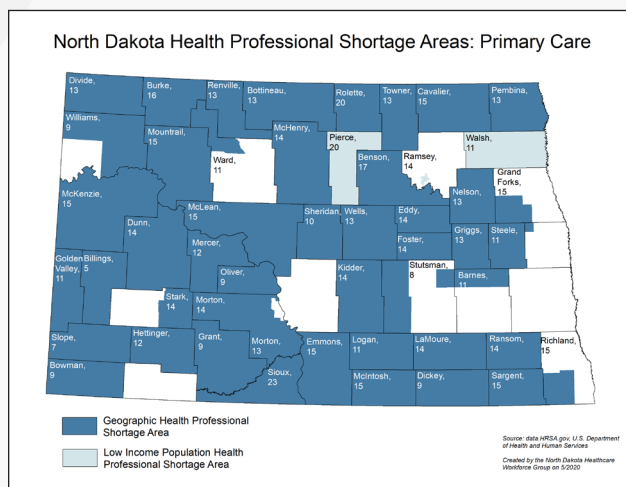 North Dakota Health Professional Shortage Areas: Primary Care
Divide,
13
Burke,
16
Renville,
13
Bottineau,
13
Rolette,
20
Towner,
13
Cavalier,
15
Pembina,
13
Williams,
9
Mountrail,
15
Ward,
11
McHenry,
14
Pierce,
20
Benson,
17
Ramsey,
14
Walsh,
11
Grand
Forks,
15
Nelson,
13
McKenzie,
15
Dunn,
14
McLean,
15
Mercer,
12
Oliver,
9
Sheridan,
10
Wells,
13
Eddy,
14
Foster,
14
Griggs,
13
Steele,
11
Golden
Valley,
11
Billings,
5
Stark,
14
Morton,
14
Kidder,
14
Stutsman,
8
Barnes,
11
Slope,
7
Hettinger,
12
Grant,
9
Morton,
13
Emmons,
15
Logan,
11
LaMoure,
14
Ransom,
14
Richland,
15
Bowman,
9
Sioux,
23
McIntosh,
15
Dickey,
9
Sargent,
15
Geographic Health Professional
Shortage Area
Low Income Population Health
Professional Shortage Area
Source: data.HRSA.gov, U.S. Department
of Health and Human Services
Created by the North Dakota Healthcare
Workforce Group on 5/2020